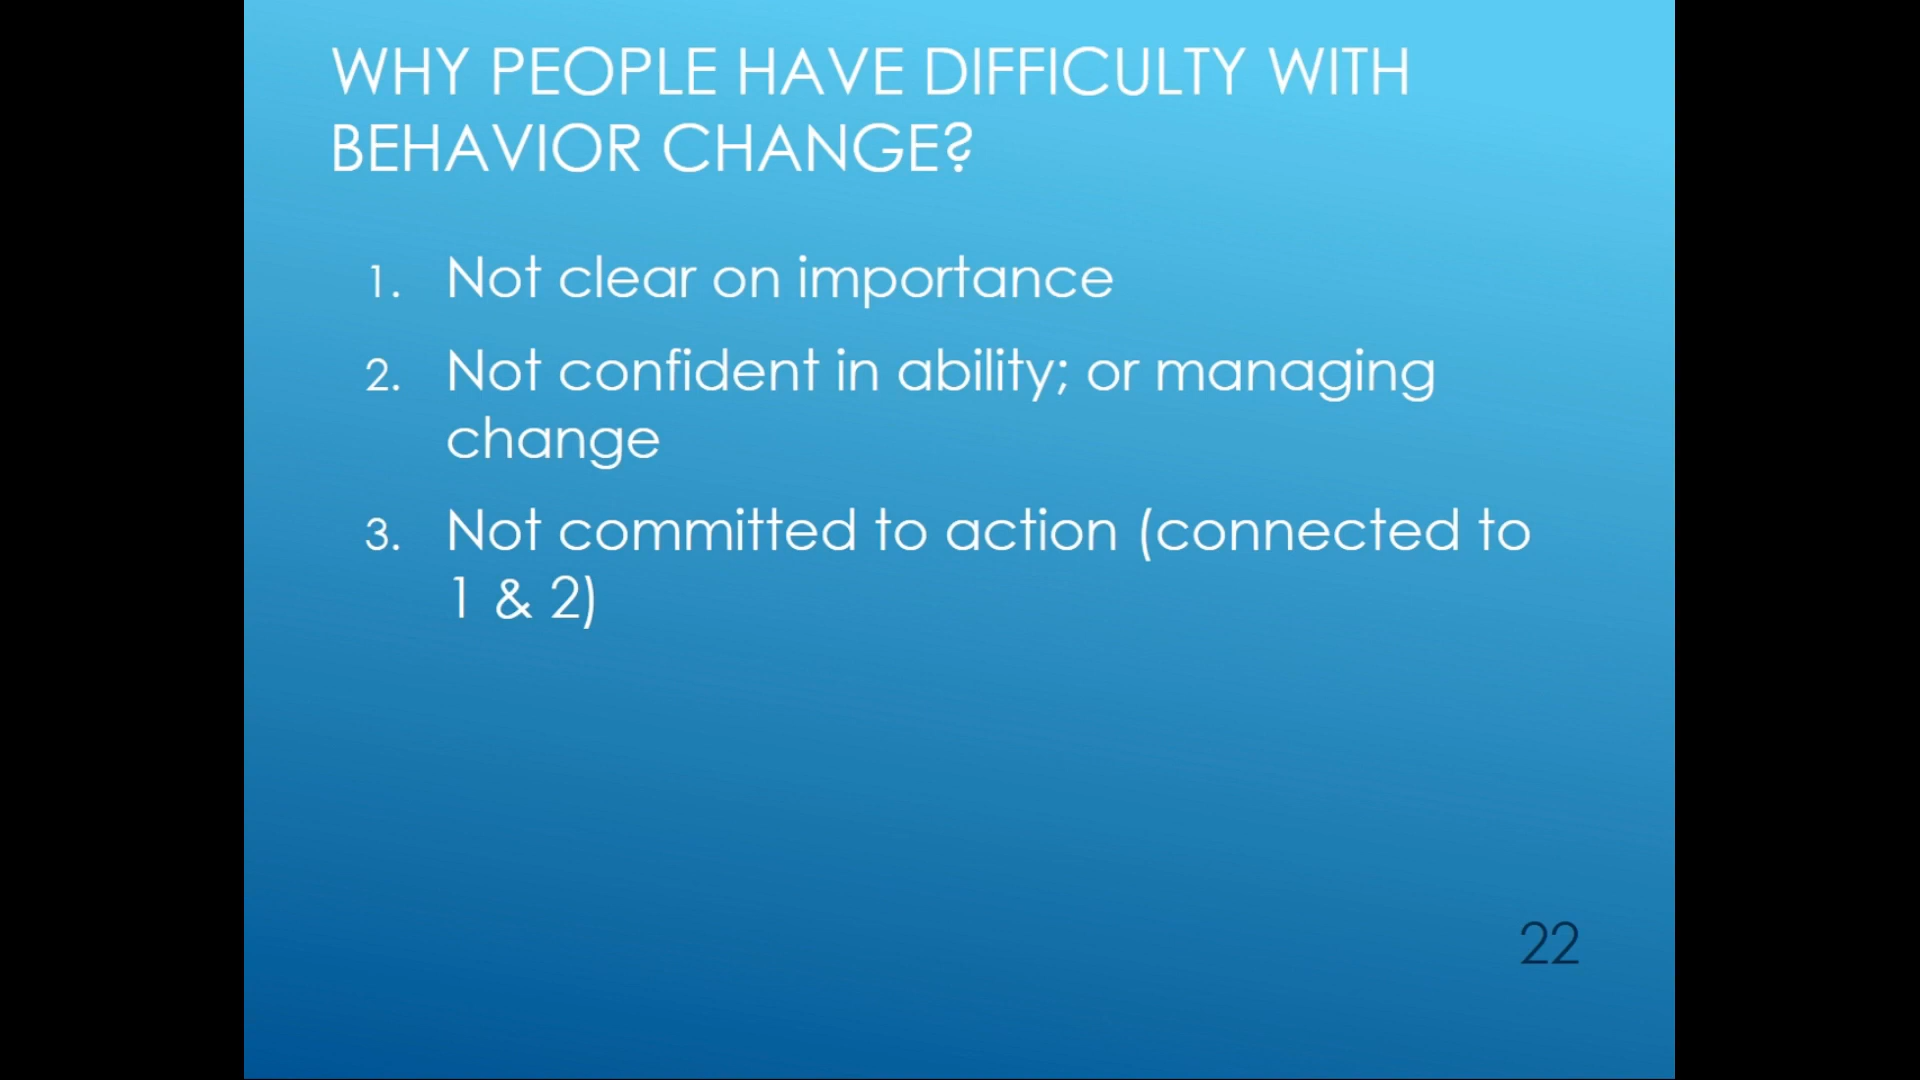 WHY PEOPLE HAVE DIFFICULTY WITH
BEHAVIOR CHANGE?
1. Not clear on importance
2. Not confident in ability; or managing
change
3. Not committed to action (connected to
1 & 2)
22